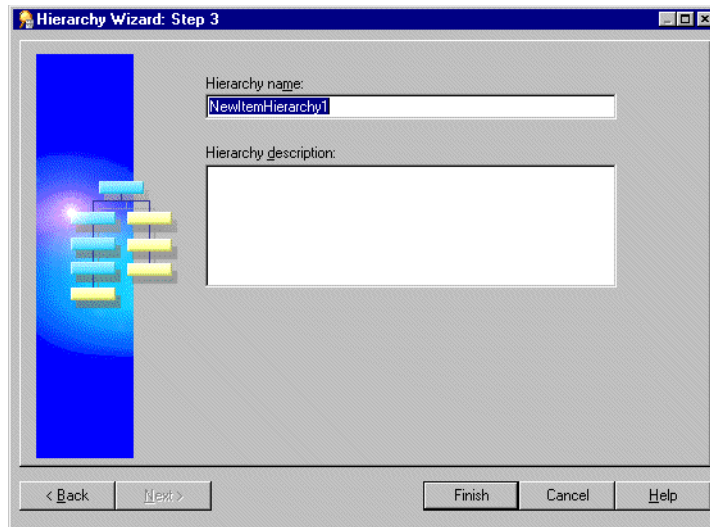 Hierarchy Wizard: Step 3
Hierarchy name:
NewItemHierarchy1
Hierarchy description:
< Back
Next >
Finish
Cancel
Help